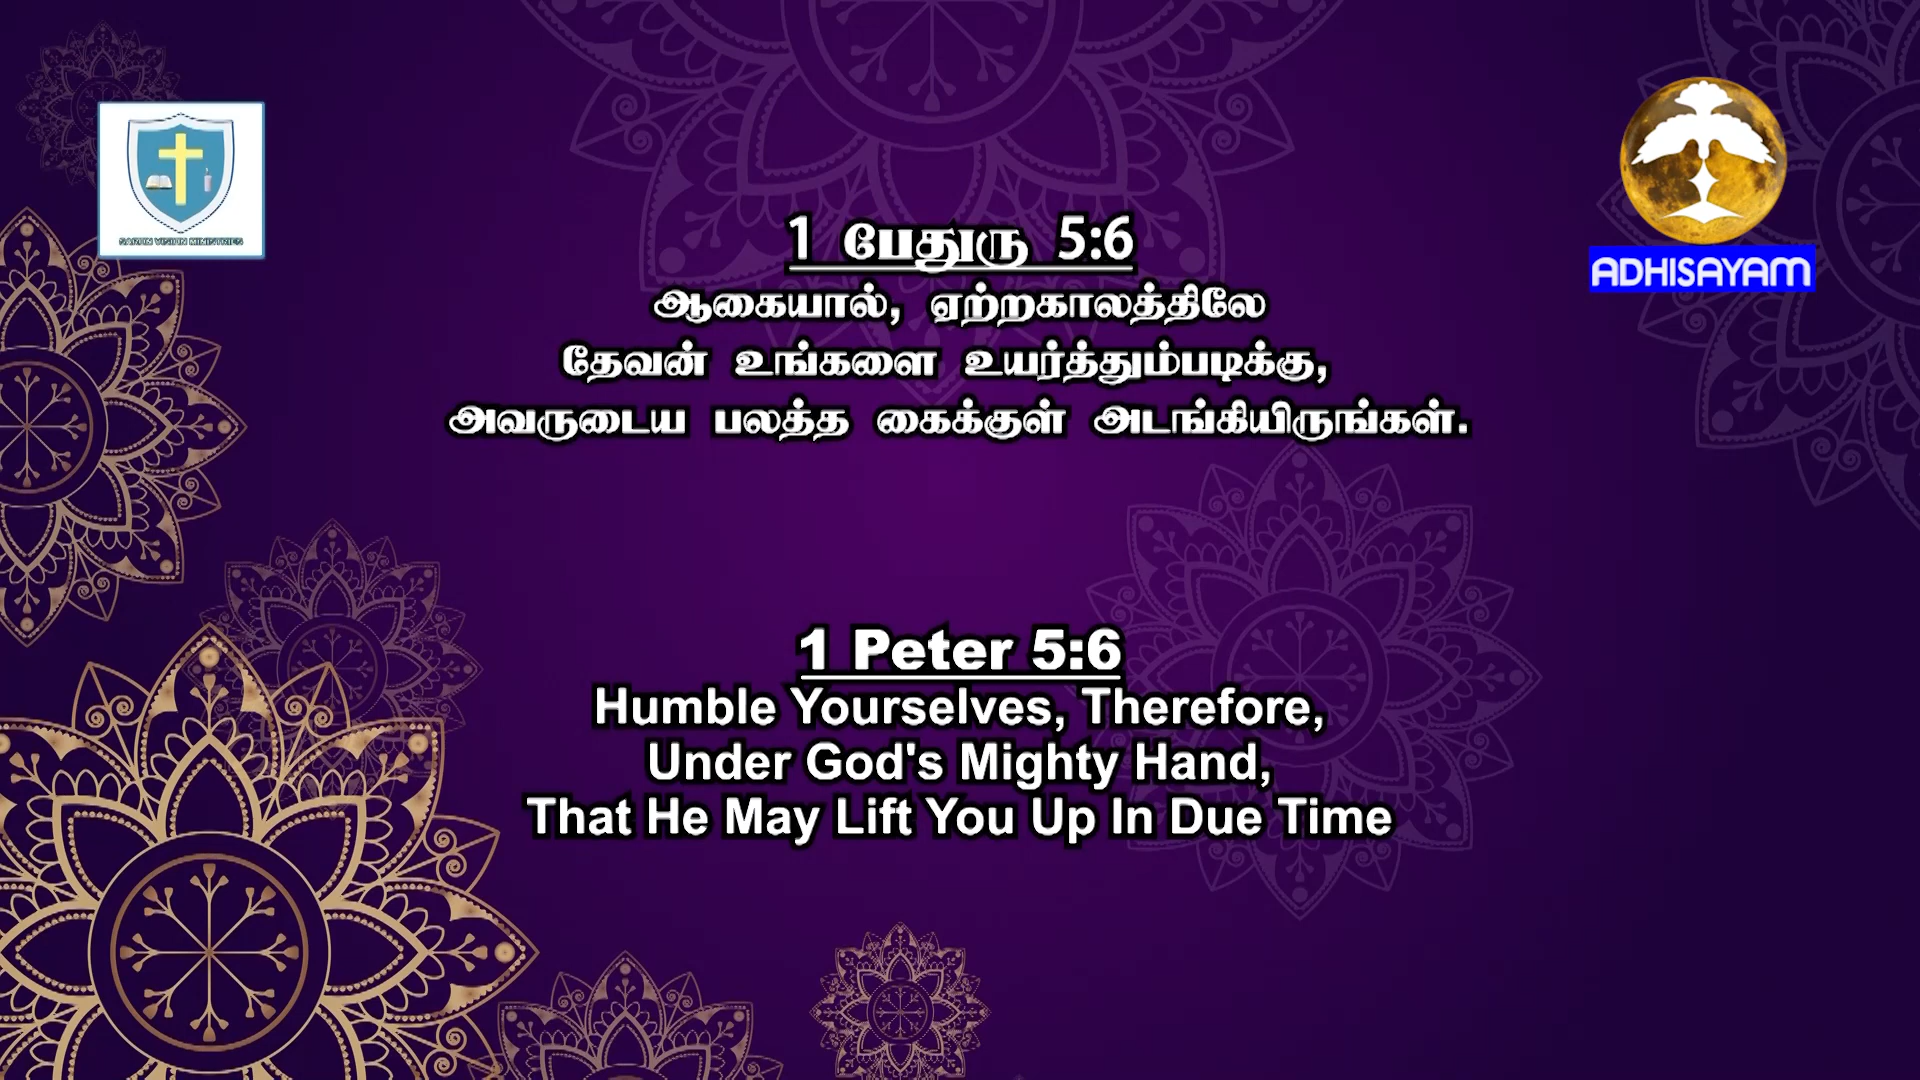 ADHISAYAM
1 பேதுரு 5:6
ஆகையால், ஏற்றகாலத்திலே
தேவன் உங்களை உயர்த்தும்படிக்கு,
அவருடைய பலத்த கைக்குள் அடங்கியிருங்கள்.
1 Peter 5:6
Humble Yourselves, Therefore,
Under God's Mighty Hand,
That He May Lift You Up In Due Time